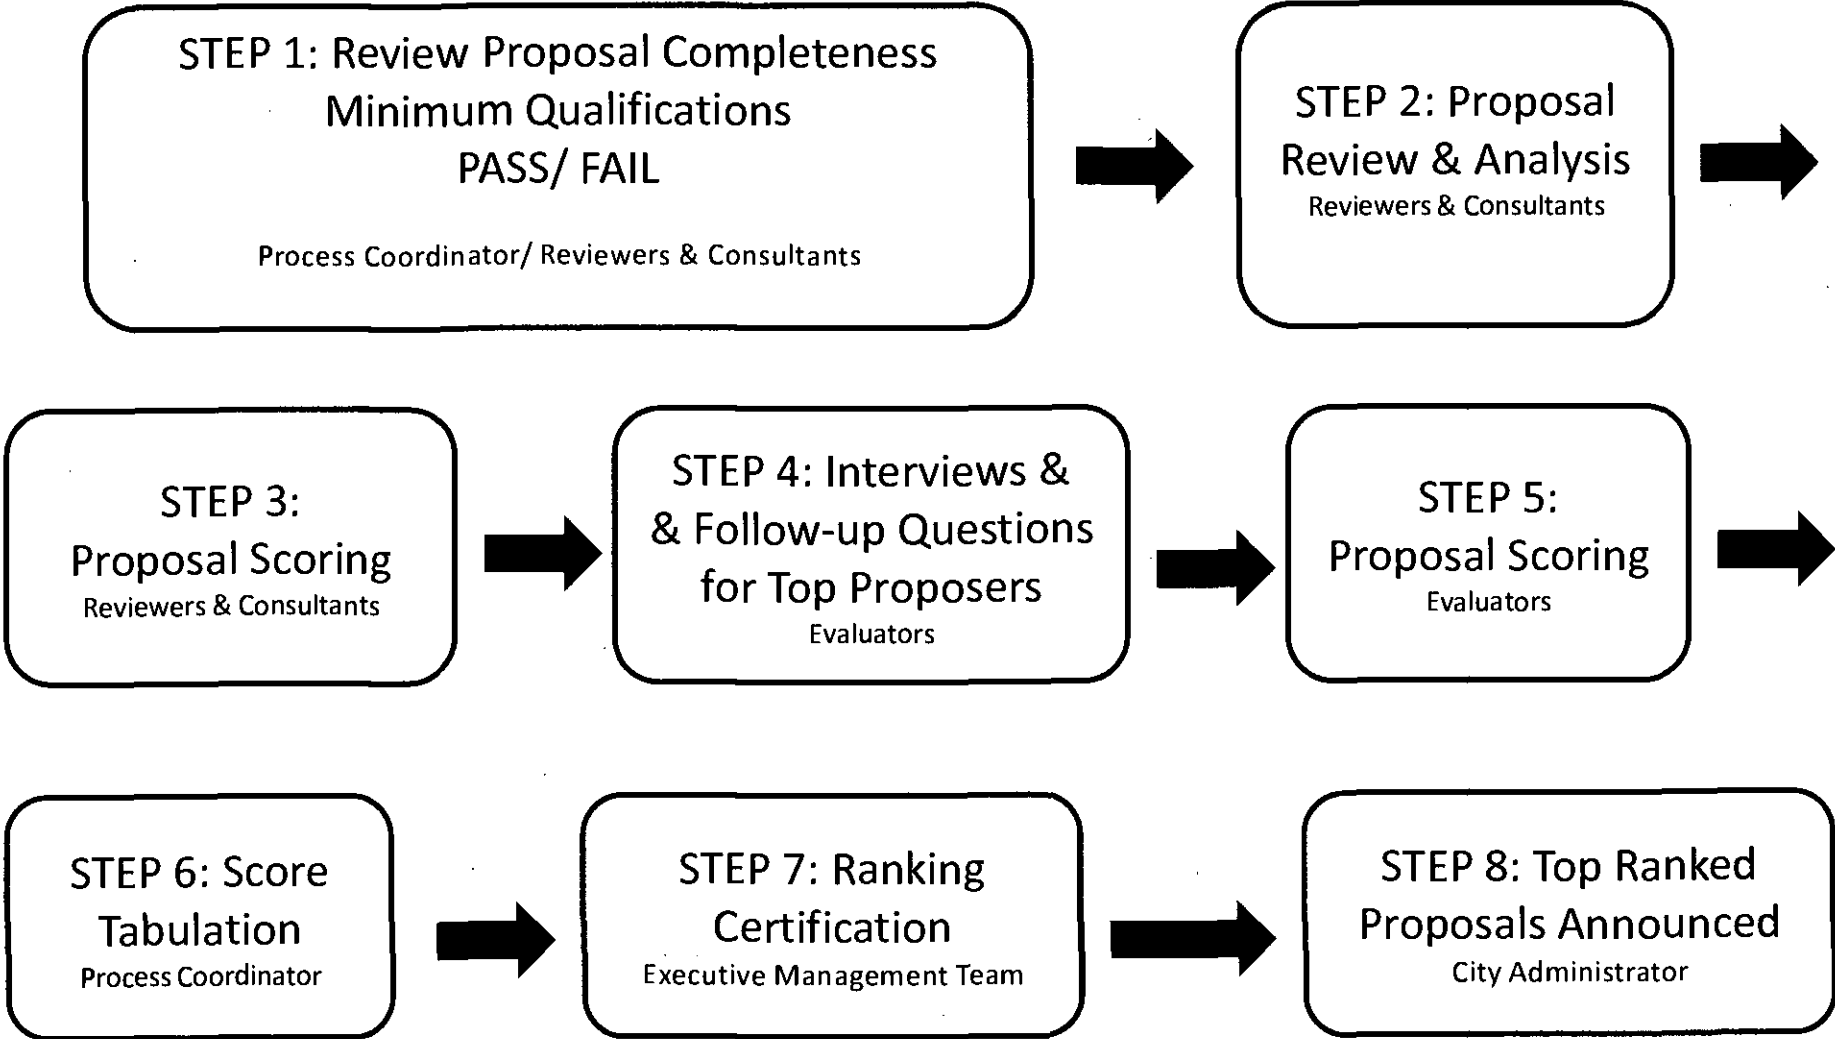 STEP 1: Review Proposal Completeness
Minimum Qualifications
PASS/ FAIL
Process Coordinator/ Reviewers & Consultants
STEP 2: Proposal
Review & Analysis
Reviewers & Consultants
STEP 3:
Proposal Scoring
Reviewers & Consultants
STEP 4: Interviews &
& Follow-up Questions
for Top Proposers
Evaluators
STEP 5:
Proposal Scoring
Evaluators
STEP 6: Score
Tabulation
Process Coordinator
STEP 7: Ranking
Certification
Executive Management Team
STEP 8: Top Ranked
Proposals Announced
City Administrator